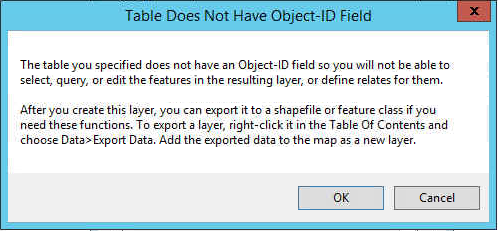 Table Does Not Have Object-ID Field
x
The table you specified does not have an Object-ID field so you will not be able to
select, query, or edit the features in the resulting layer, or define relates for them.
After you create this layer, you can export it to a shapefile or feature class if you
need these functions. To export a layer, right-click it in the Table Of Contents and
choose Data>Export Data. Add the exported data to the map as a new layer.
OK
Cancel